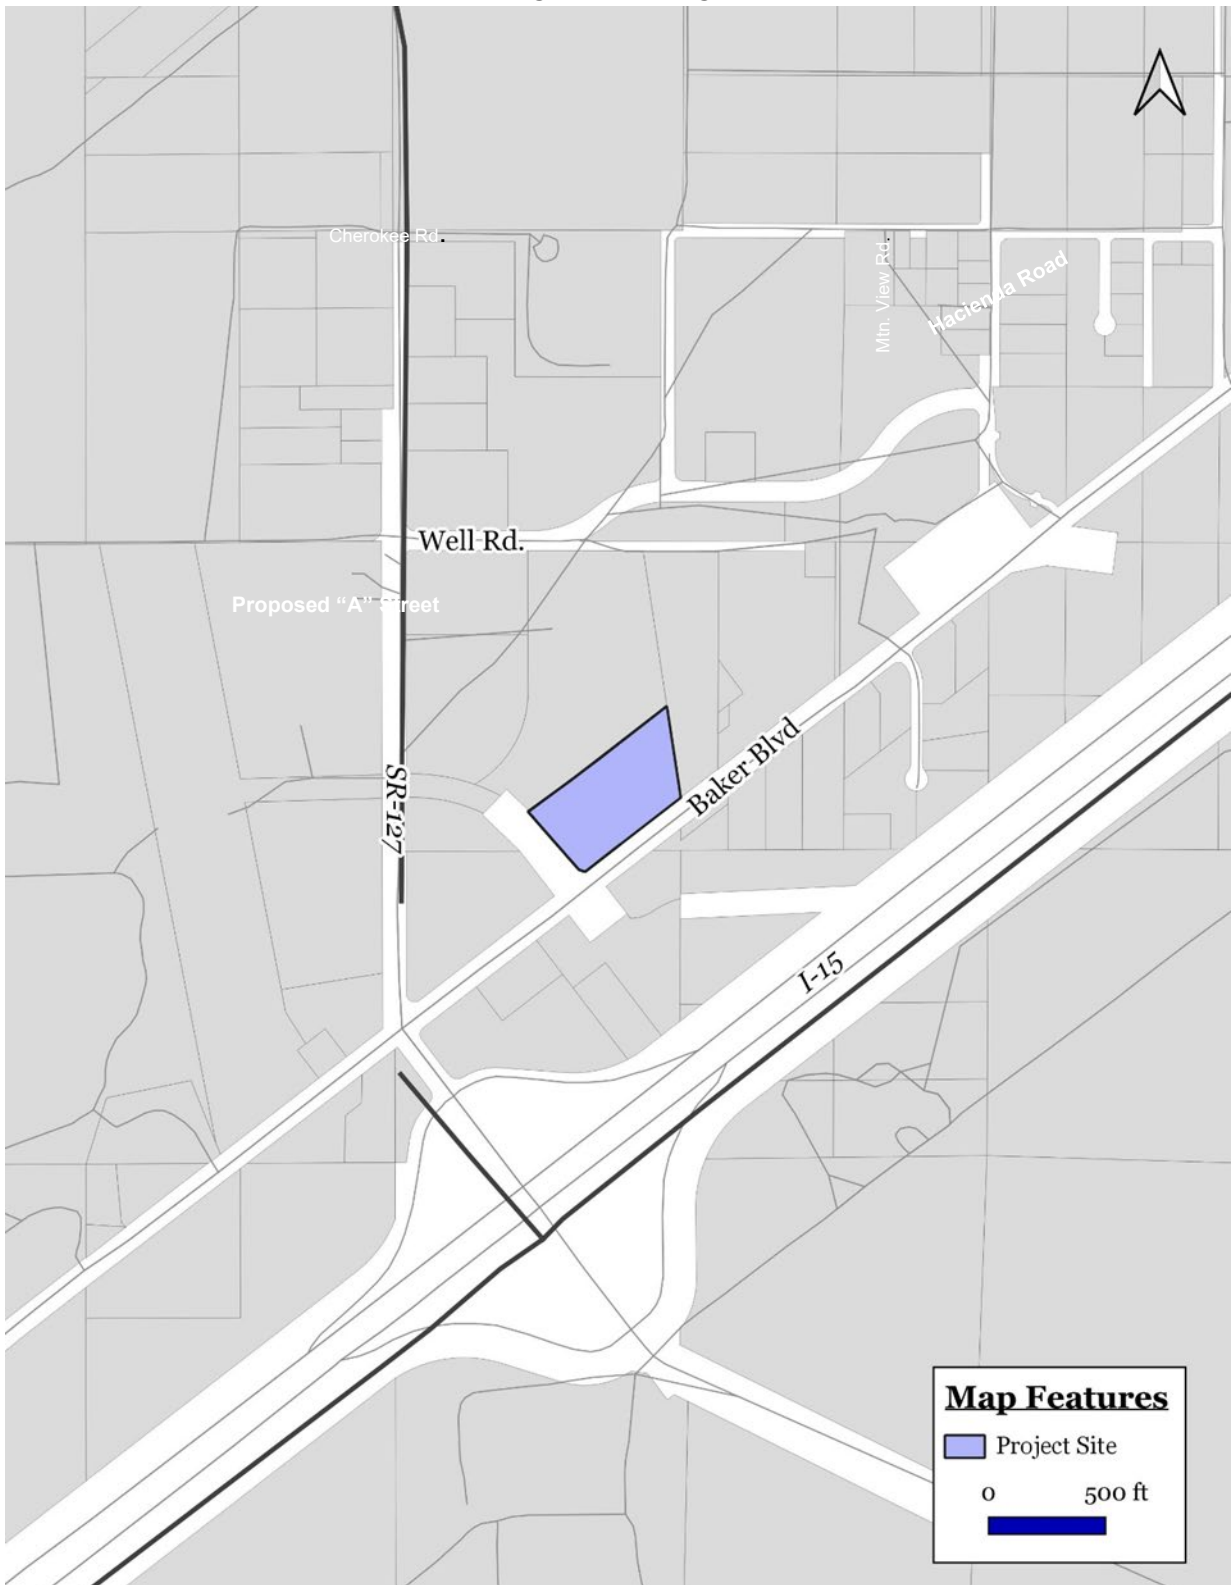 Cherokee Rd.
Mtn. View Rd.
Hacienda Road
Well Rd.
Proposed “A” Street
SR-127
Baker Blvd
I-15
Map Features
Project Site
0 500 ft